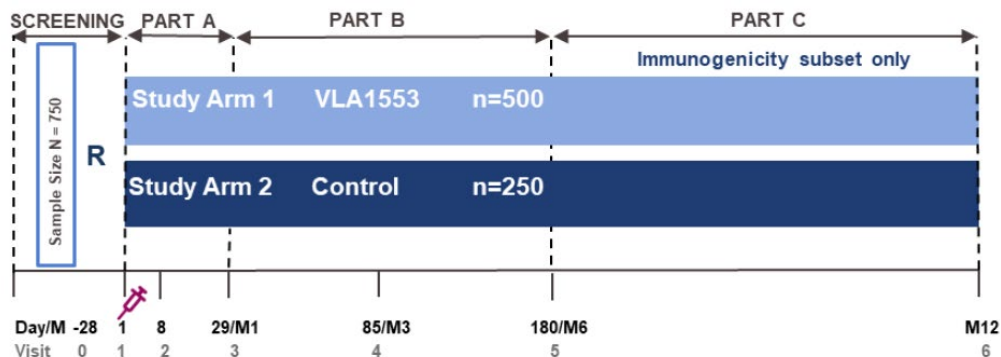 SCREENING PART A PART B PART C
Immunogenicity subset only
Sample Size N = 750
R
Study Arm 1 VLA1553 n=500
Study Arm 2 Control n=250
Day/M -28 1 8 29/M1 85/M3 180/M6 M12
Visit 0 1 2 3 4 5 6